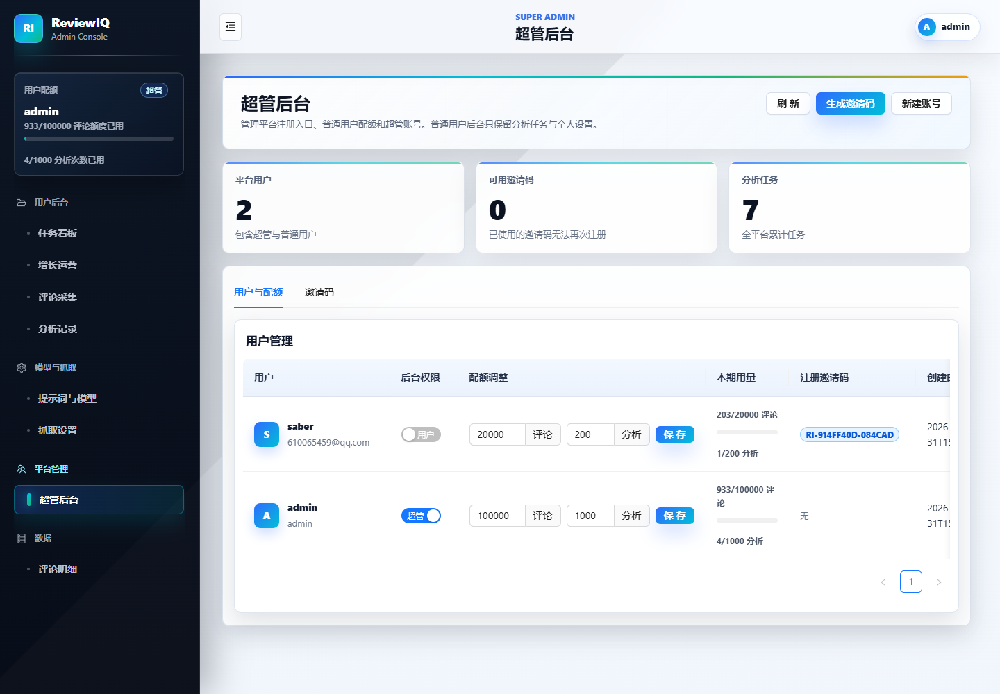 RI
ReviewIQ
Admin Console
用户配额
超管
admin
933/100000 评论额度已用
4/1000 分析次数已用
用户后台
任务看板
增长运营
评论采集
分析记录
模型与抓取
提示词与模型
抓取设置
平台管理
超管后台
数据
评论明细
SUPER ADMIN
超管后台
A
admin
超管后台
管理平台注册入口、普通用户配额和超管账号。普通用户后台只保留分析任务与个人设置。
刷 新
生成邀请码
新建账号
平台用户
2
包含超管与普通用户
可用邀请码
0
已使用的邀请码无法再次注册
分析任务
7
全平台累计任务
用户与配额
邀请码
用户管理
用户
后台权限
配额调整
本期用量
注册邀请码
创建
S
saber
610065459@qq.com
用户
20000 评论
200 分析
保 存
203/20000 评论
1/200 分析
RI-914FF40D-084CAD
2026-
31T15
A
admin
admin
超管
100000 评论
1000 分析
保 存
933/100000 评
论
4/1000 分析
无
2026-
31T15
< 1 >